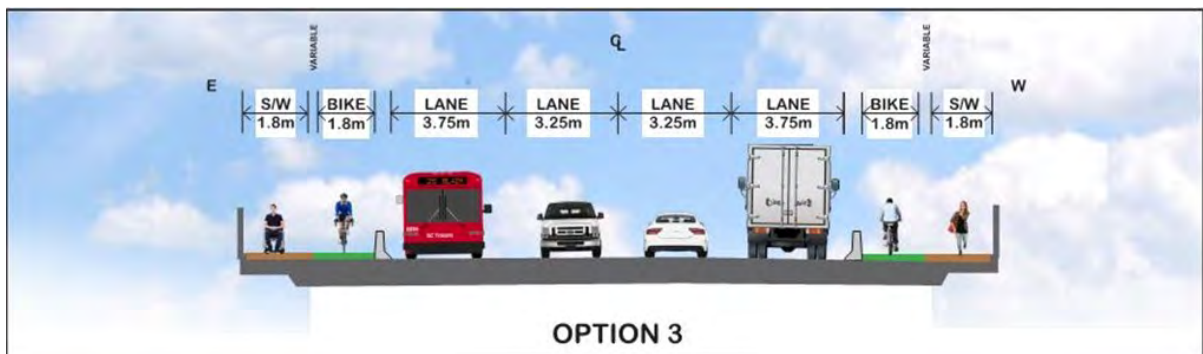 VARIABLE
C
L
VARIABLE
E
W
S/W
1.8m
BIKE
1.8m
LANE
3.75m
LANE
3.25m
LANE
3.25m
LANE
3.75m
BIKE
1.8m
S/W
1.8m
OPTION 3